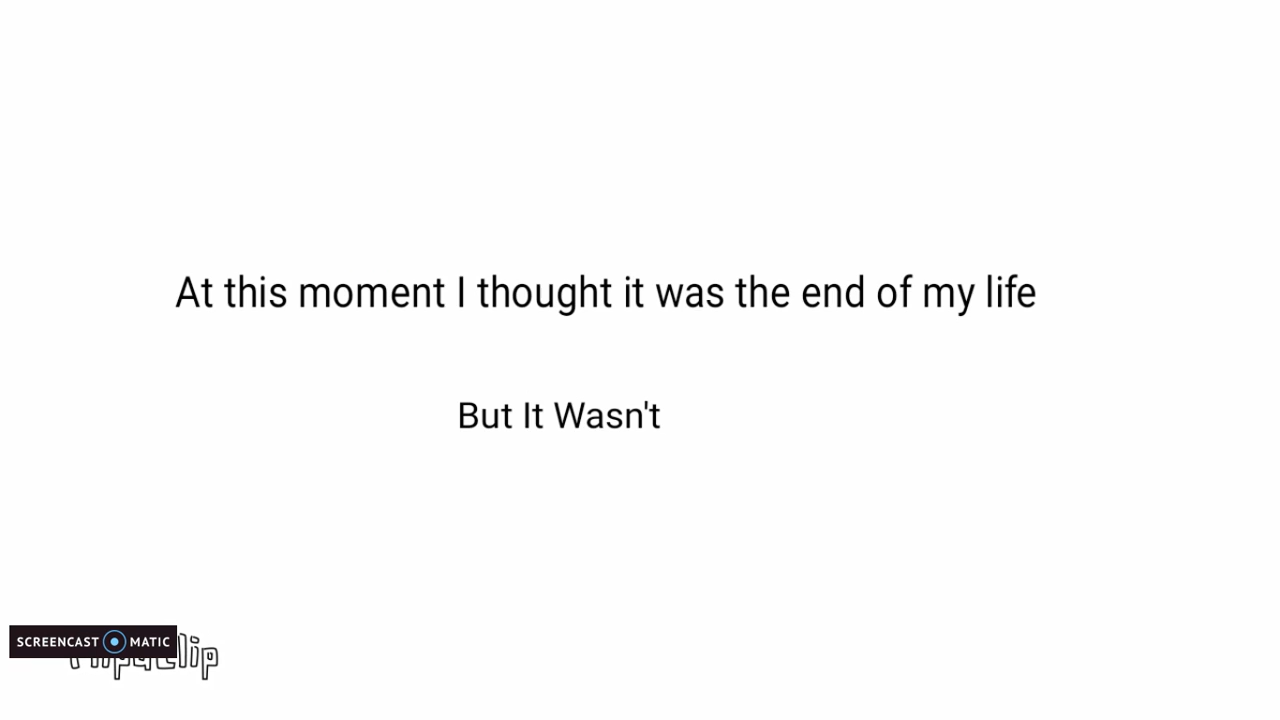 At this moment I thought it was the end of my life
But It Wasn't
SCREENCAST MATIC